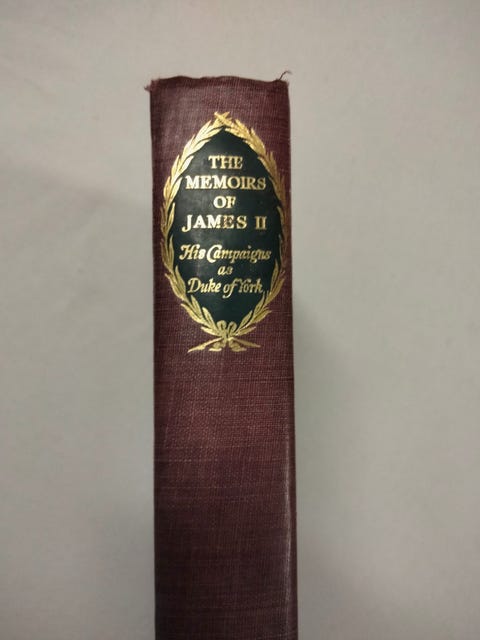 THE
MEMOIRS
OF
JAMES II
His Campaigns
as
Duke of York